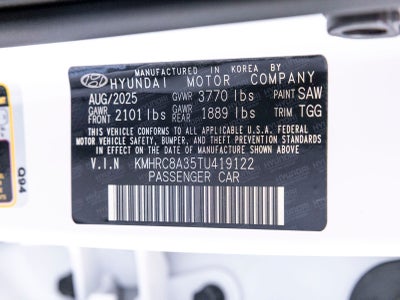 MANUFACTURED IN KOREA BY
HYUNDAI MOTOR COMPANY
AUG/2025 GVWR 3770 lbs PAINT SAW
GAWR FRONT 2101 lbs GAWR REAR 1889 lbs TRIM TGG
THIS VEHICLE CONFORMS TO ALL APPLICABLE U.S.A. FEDERAL
MOTOR VEHICLE SAFETY, BUMPER, AND THEFT PREVENTION STANDARDS
IN EFFECT ON THE DATE OF MANUFACTURE SHOWN ABOVE.
V.I.N KMHRC8A35TU419122
PASSENGER CAR
Q94